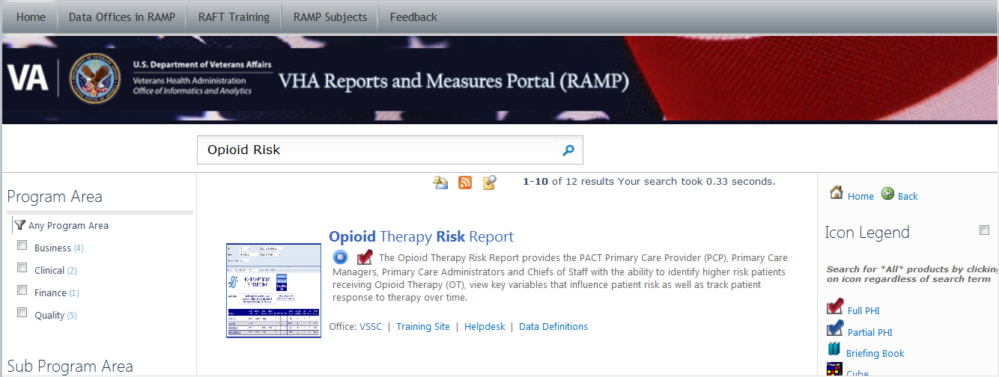 Home Data Offices in RAMP RAFT Training RAMP Subjects Feedback
VA
U.S. Department of Veterans Affairs
Veterans Health Administration
Office of Informatics and Analytics
VHA Reports and Measures Portal (RAMP)
Opioid Risk
1-10 of 12 results Your search took 0.33 seconds.
Program Area
Any Program Area
Business (4)
Clinical (2)
Finance (1)
Quality (5)
Sub Program Area
Opioid Therapy Risk Report
R The Opioid Therapy Risk Report provides the PACT Primary Care Provider (PCP), Primary Care
Managers, Primary Care Administrators and Chiefs of Staff with the ability to identify higher risk patients
receiving Opioid Therapy (OT), view key variables that influence patient risk as well as track patient
response to therapy over time.
Office: VSSC | Training Site | Helpdesk | Data Definitions
Home Back
Icon Legend
Search for *All* products by clicking
on icon regardless of search term
Full PHI
Partial PHI
Briefing Book
Cube